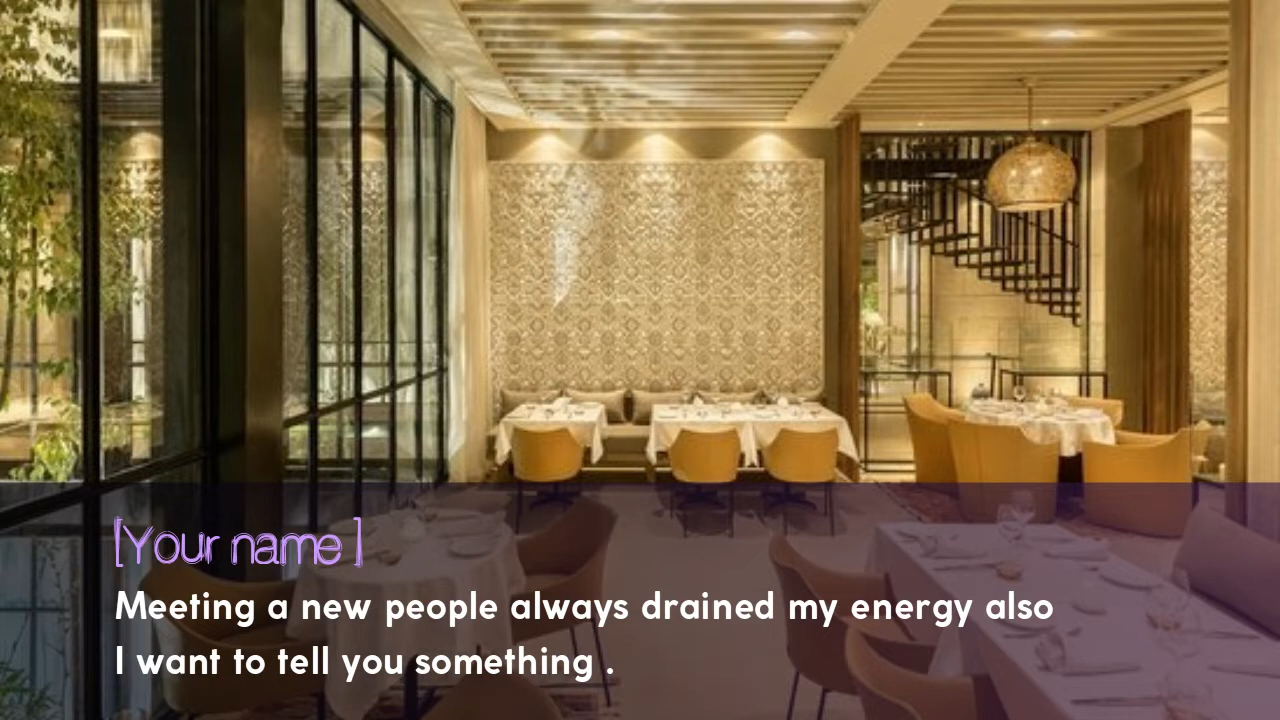 [Your name ]
Meeting a new people always drained my energy also
I want to tell you something .